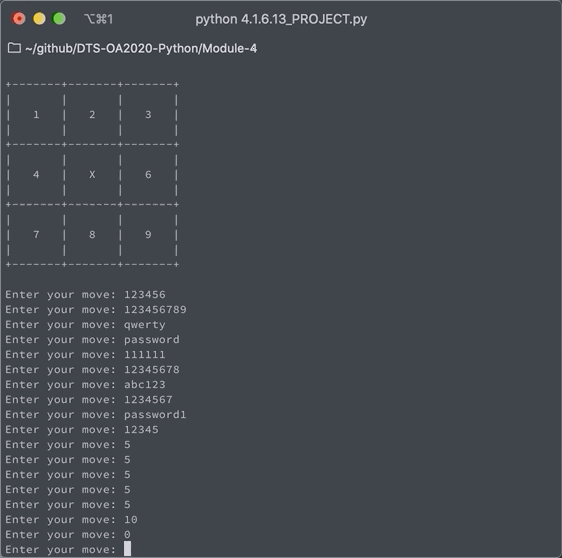 ⌥⌘1 python 4.1.6.13_PROJECT.py
~/github/DTS-OA2020-Python/Module-4
+-------+-------+-------+
|       |       |       |
|   1   |   2   |   3   |
|       |       |       |
+-------+-------+-------+
|       |       |       |
|   4   |   X   |   6   |
|       |       |       |
+-------+-------+-------+
|       |       |       |
|   7   |   8   |   9   |
|       |       |       |
+-------+-------+-------+
Enter your move: 123456
Enter your move: 123456789
Enter your move: qwerty
Enter your move: password
Enter your move: 111111
Enter your move: 12345678
Enter your move: abc123
Enter your move: 1234567
Enter your move: password1
Enter your move: 12345
Enter your move: 5
Enter your move: 5
Enter your move: 5
Enter your move: 5
Enter your move: 5
Enter your move: 10
Enter your move: 0
Enter your move: